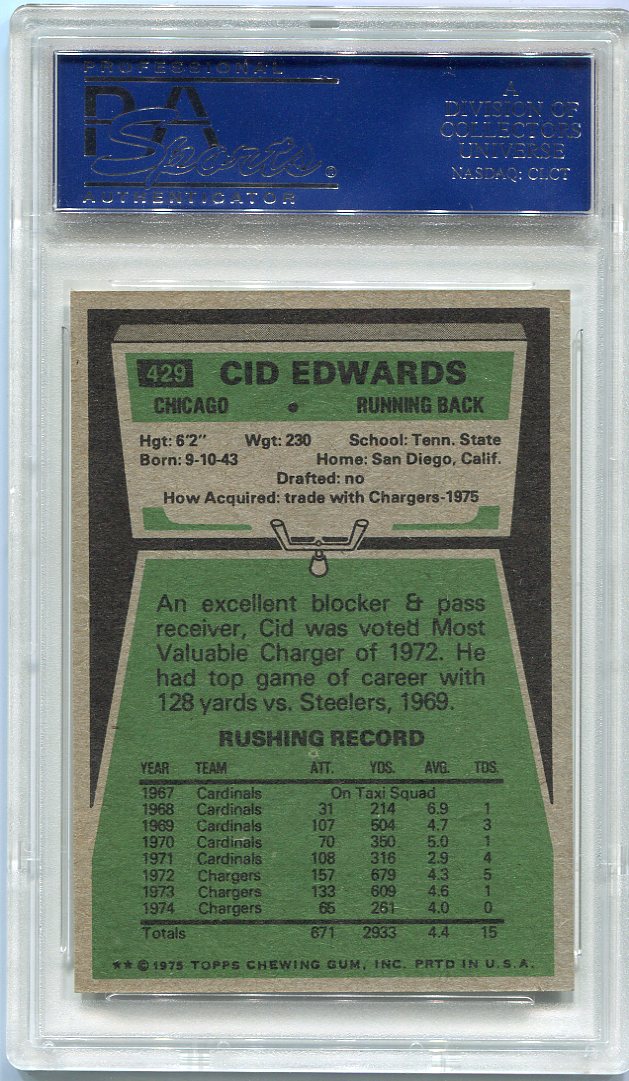 PROFESSIONAL
PSA
Sports
AUTHENTICATOR
A
DIVISION OF
COLLECTORS
UNIVERSE
NASDAQ: CLCT
429 CID EDWARDS
CHICAGO • RUNNING BACK
Hgt: 6'2" Wgt: 230 School: Tenn. State
Born: 9-10-43 Home: San Diego, Calif.
Drafted: no
How Acquired: trade with Chargers-1975
An excellent blocker & pass
receiver, Cid was voted Most
Valuable Charger of 1972. He
had top game of career with
128 yards vs. Steelers, 1969.
RUSHING RECORD
YEAR TEAM ATT. YDS. AVG. TDS.
1967 Cardinals On Taxi Squad
1968 Cardinals 31 214 6.9 1
1969 Cardinals 107 504 4.7 3
1970 Cardinals 70 350 5.0 1
1971 Cardinals 108 316 2.9 4
1972 Chargers 157 679 4.3 5
1973 Chargers 133 609 4.6 1
1974 Chargers 65 261 4.0 0
Totals 671 2933 4.4 15
★★ © 1975 TOPPS CHEWING GUM, INC. PRTD IN U.S.A.